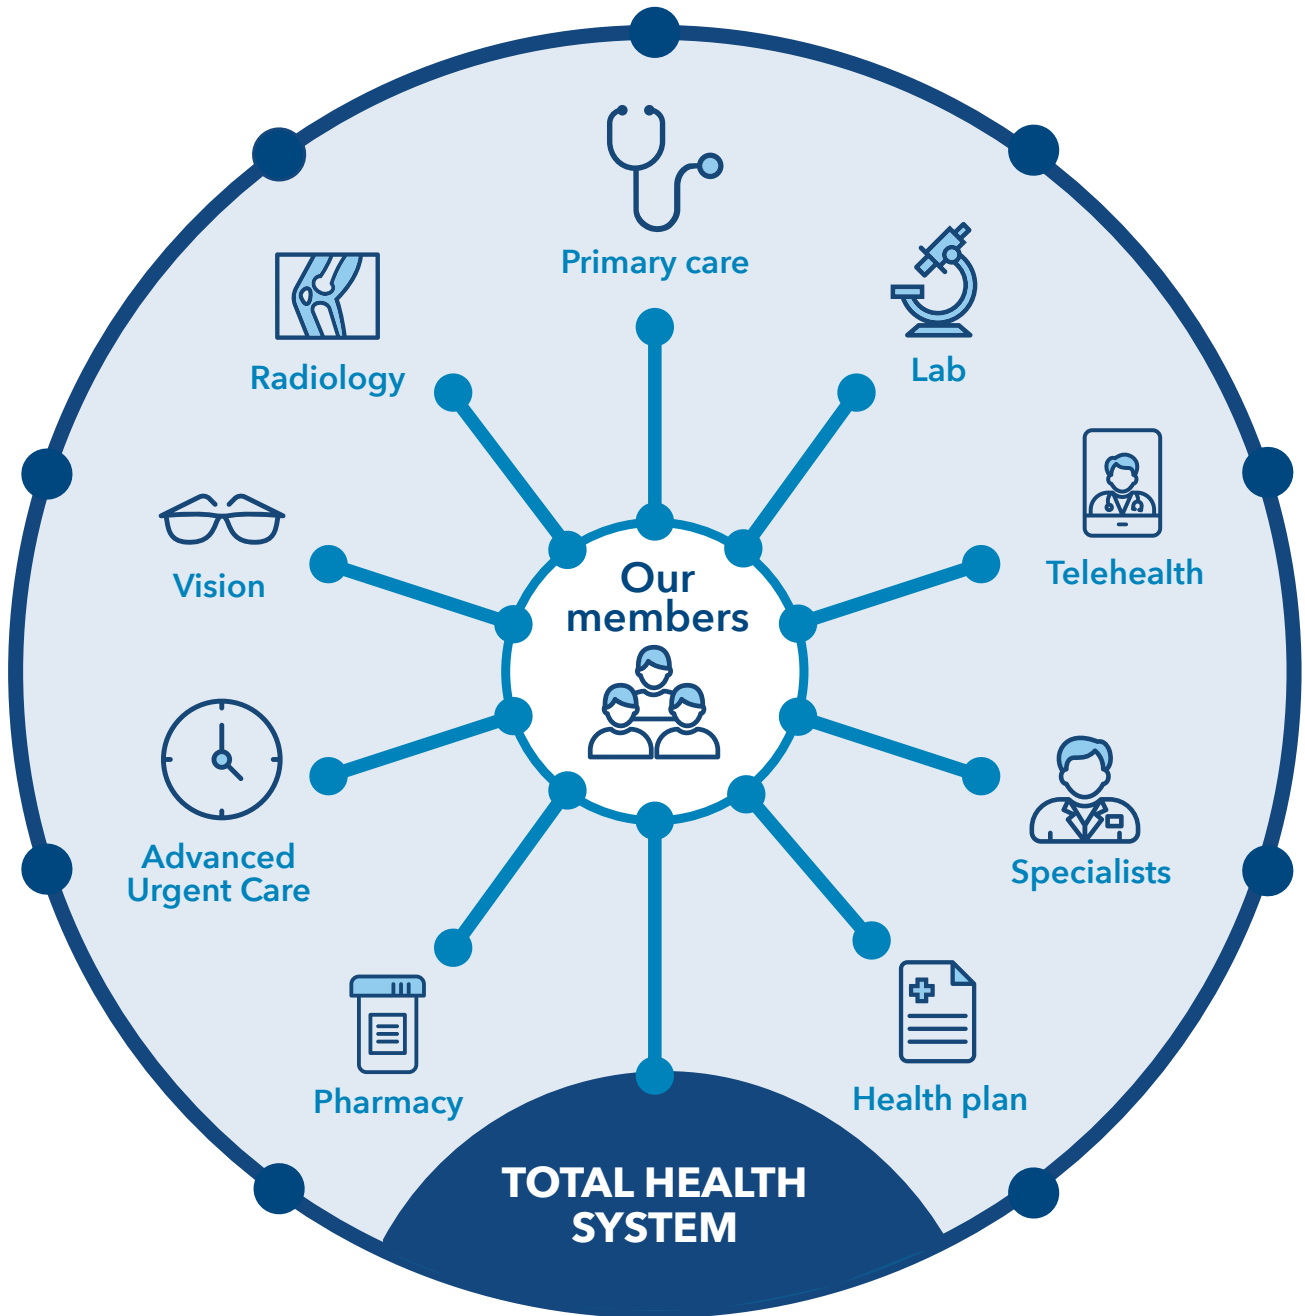 Primary care
Lab
Radiology
Telehealth
Vision
Our
members
Advanced
Urgent Care
Specialists
Pharmacy
Health plan
TOTAL HEALTH
SYSTEM